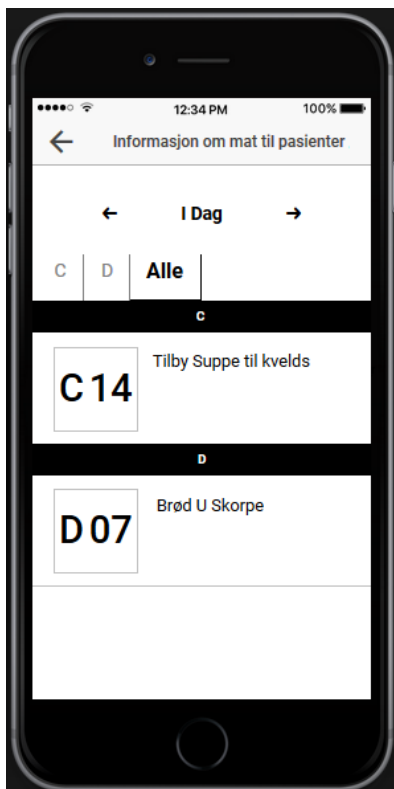 12:34 PM 100%
Informasjon om mat til pasienter
I Dag
C D Alle
C
C 14
Tilby Suppe til kvelds
D
D 07
Brød U Skorpe